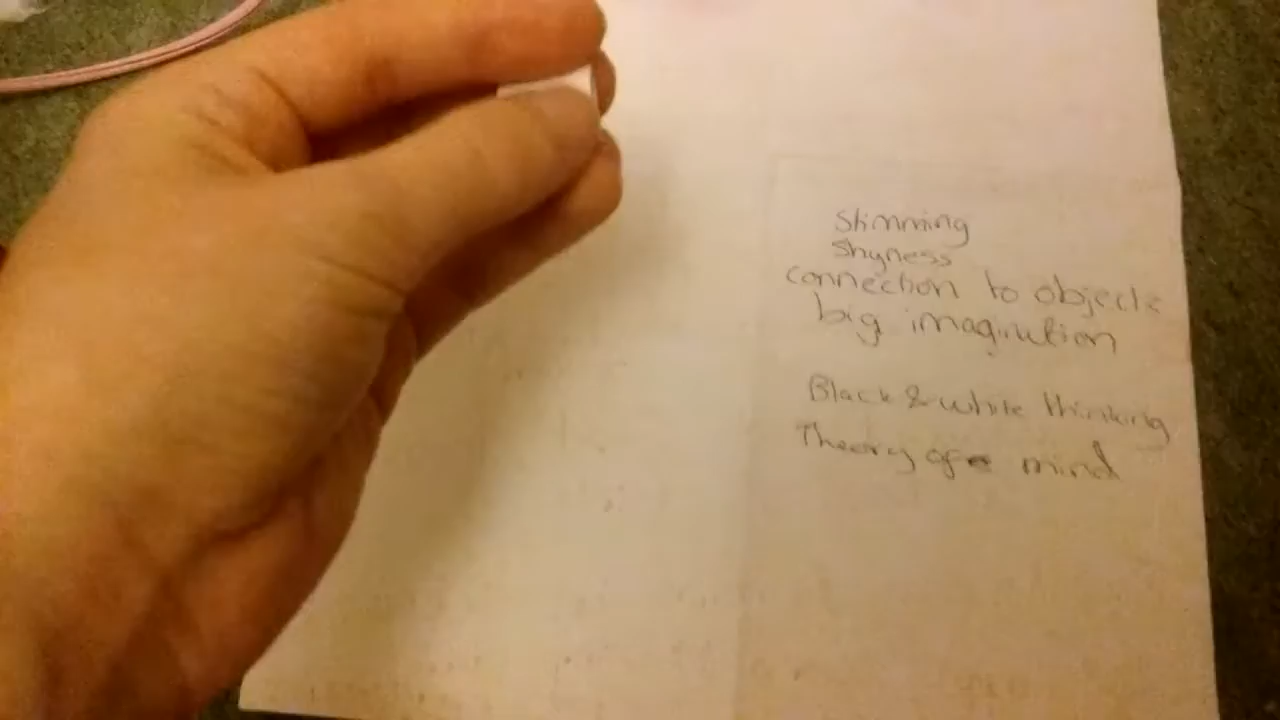 Stimming
Shyness
connection to objects
big imagination
Black & white thinking
Theory of mind